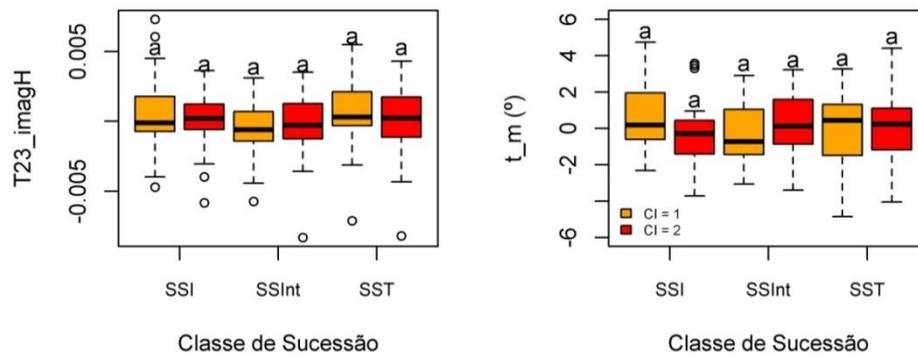 T23_imagH
0.005
-0.005
a a a a a a
SSI SSInt SST
Classe de Sucessão
t_m (º)
6
4
2
0
-2
-6
a a a a a a
CI = 1
CI = 2
SSI SSInt SST
Classe de Sucessão